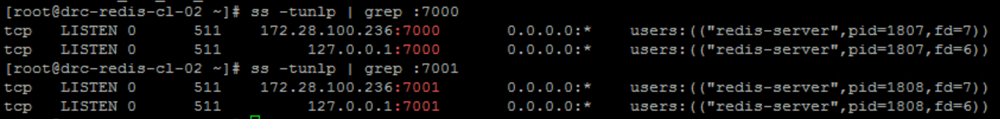 [root@drc-redis-cl-02 ~]# ss -tunlp | grep :7000
tcp LISTEN 0 511 172.28.100.236:7000 0.0.0.0:* users:(("redis-server",pid=1807,fd=7))
tcp LISTEN 0 511 127.0.0.1:7000 0.0.0.0:* users:(("redis-server",pid=1807,fd=6))
[root@drc-redis-cl-02 ~]# ss -tunlp | grep :7001
tcp LISTEN 0 511 172.28.100.236:7001 0.0.0.0:* users:(("redis-server",pid=1808,fd=7))
tcp LISTEN 0 511 127.0.0.1:7001 0.0.0.0:* users:(("redis-server",pid=1808,fd=6))